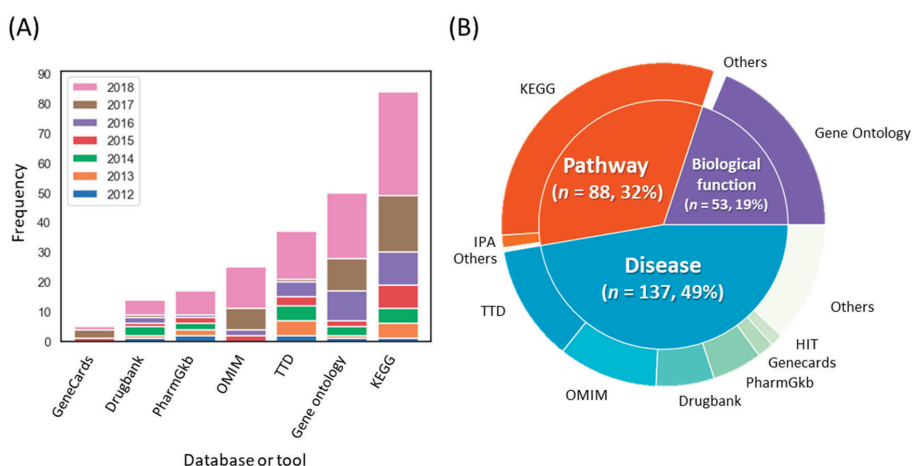 (A)
90
80
70
60
50
40
30
20
10
0
Frequency
2018
2017
2016
2015
2014
2013
2012
GeneCards
Drugbank
PharmGkb
OMIM
TTD
Gene ontology
KEGG
Database or tool
(B)
Others
KEGG
Gene Ontology
Pathway
(n = 88, 32%)
Biological
function
(n = 53, 19%)
IPA
Others
Disease
(n = 137, 49%)
TTD
Others
HIT
Genecards
PharmGkb
OMIM
Drugbank